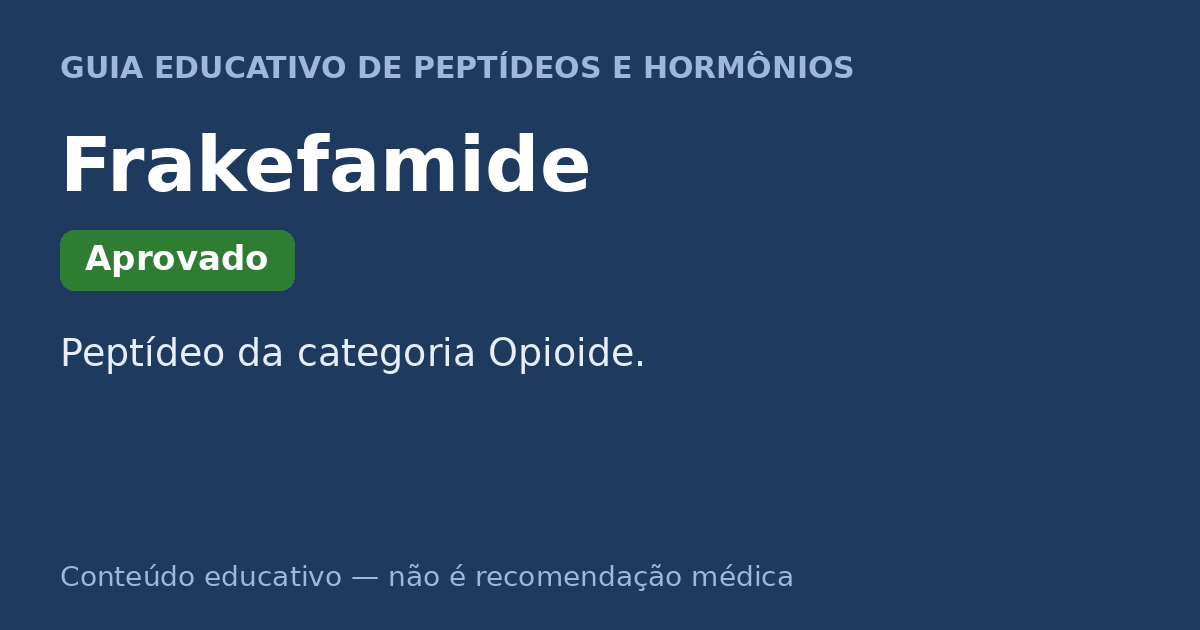 GUIA EDUCATIVO DE PEPTÍDEOS E HORMÔNIOS
Frakefamide
Aprovado
Peptídeo da categoria Opioide.
Conteúdo educativo — não é recomendação médica